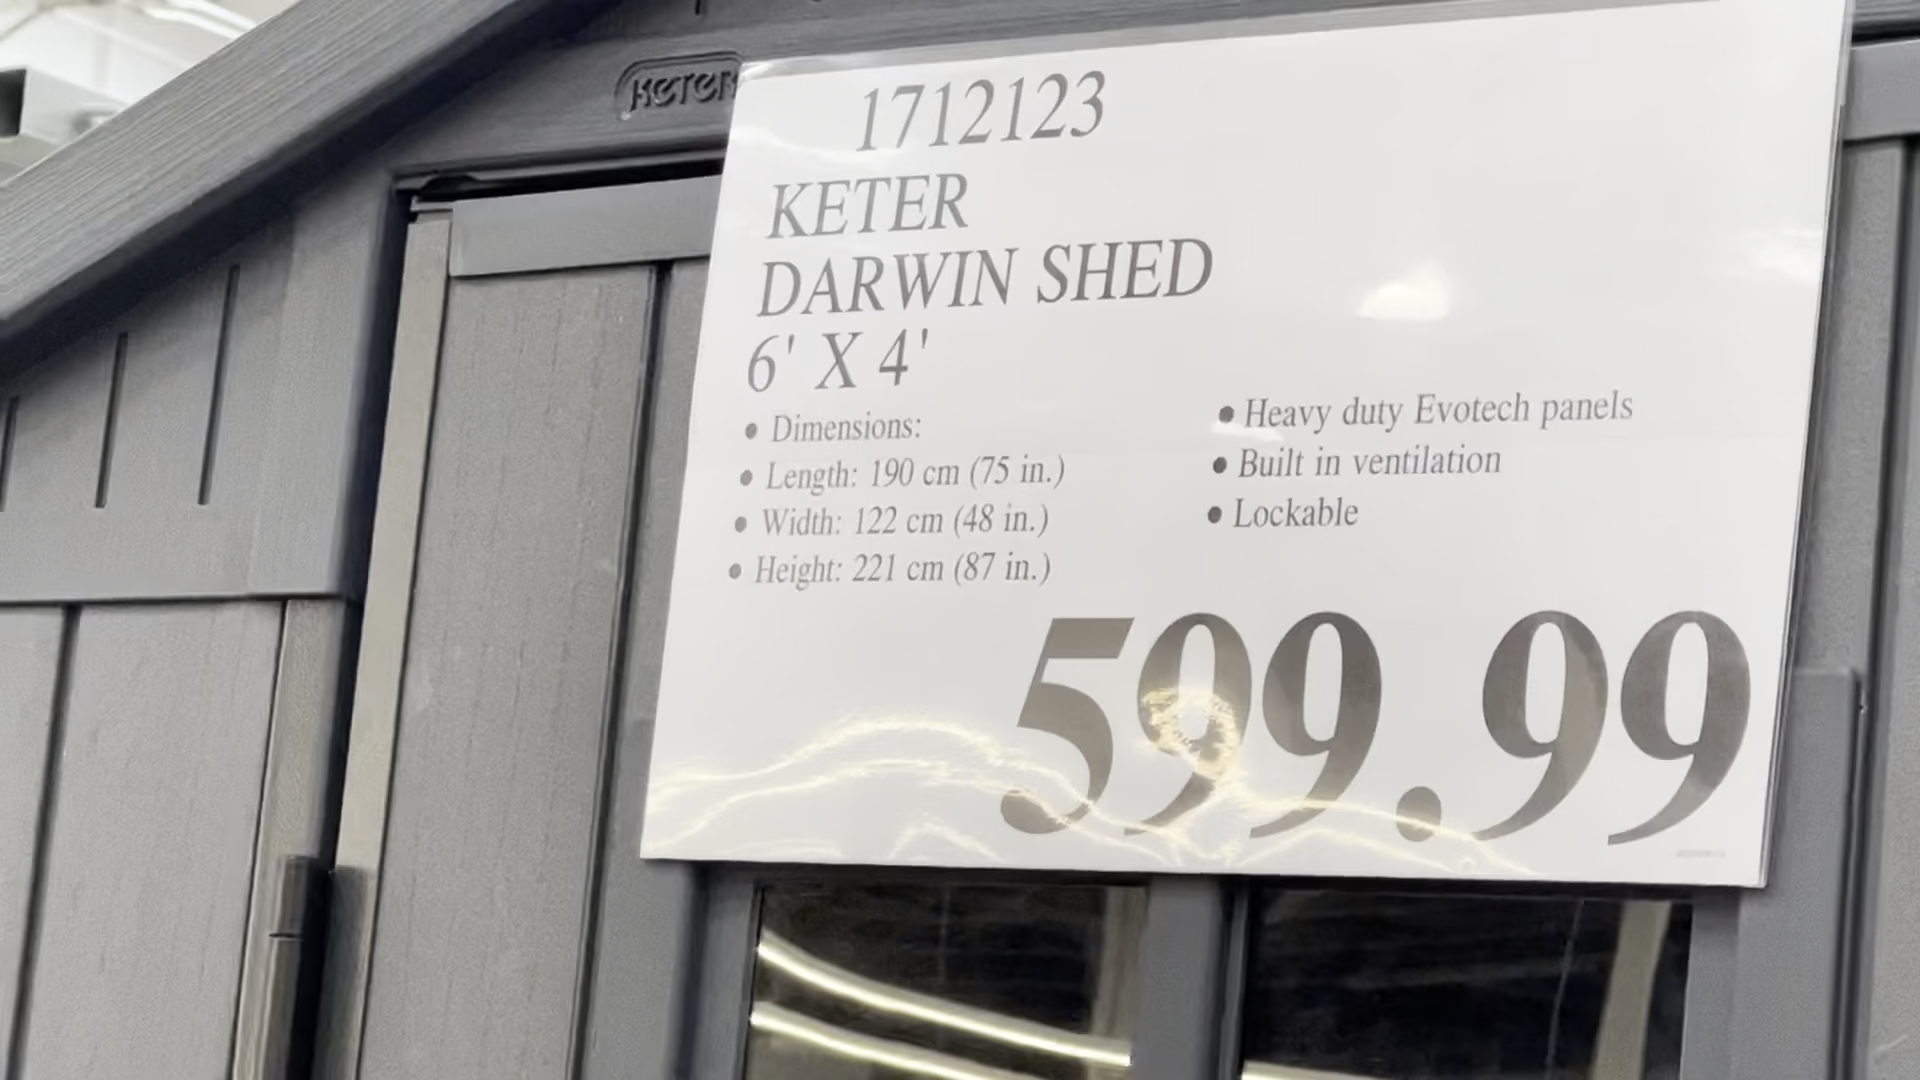 KETER
1712123
KETER
DARWIN SHED
6' X 4'
• Dimensions:
• Length: 190 cm (75 in.)
• Width: 122 cm (48 in.)
• Height: 221 cm (87 in.)
• Heavy duty Evotech panels
• Built in ventilation
• Lockable
599.99